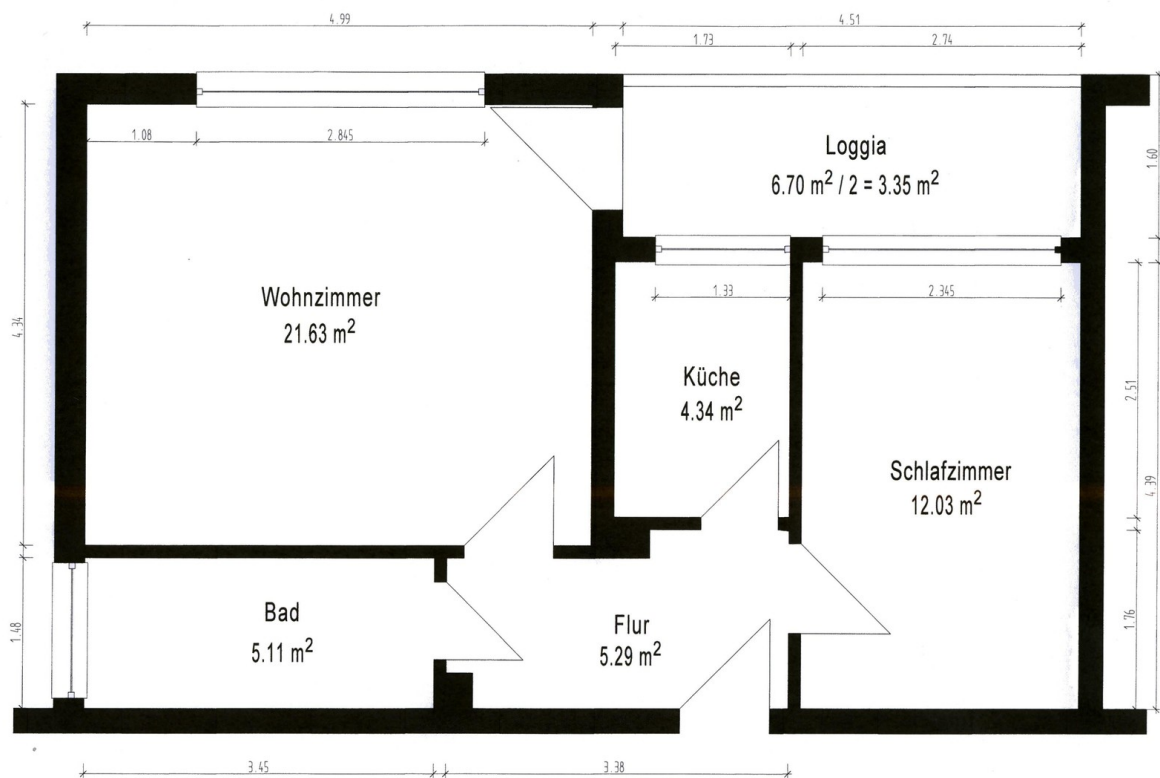 4.99
4.51
1.73
2.74
1.08
2.845
Loggia
6.70 m² / 2 = 3.35 m²
1.60
Wohnzimmer
21.63 m²
1.33
2.345
4.34
Küche
4.34 m²
2.51
Schlafzimmer
12.03 m²
4.39
Bad
5.11 m²
Flur
5.29 m²
1.48
1.76
3.45
3.38